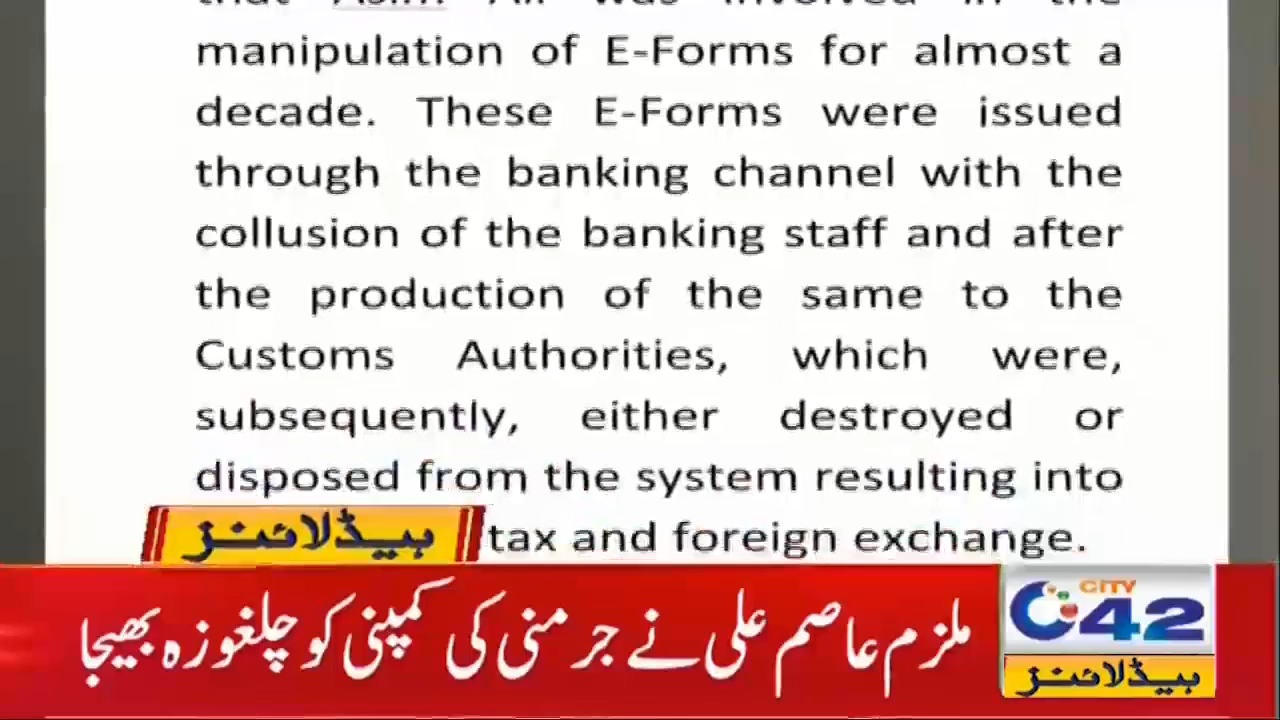 manipulation of E-Forms for almost a
decade. These E-Forms were issued
through the banking channel with the
collusion of the banking staff and after
the production of the same to the
Customs Authorities, which were,
subsequently, either destroyed or
disposed from the system resulting into
tax and foreign exchange.
ہیڈلائنز
ملزم عاصم علی نے جرمنی کی کمپنی کو چلغوزہ بھیجا
CITY
42
ہیڈلائنز